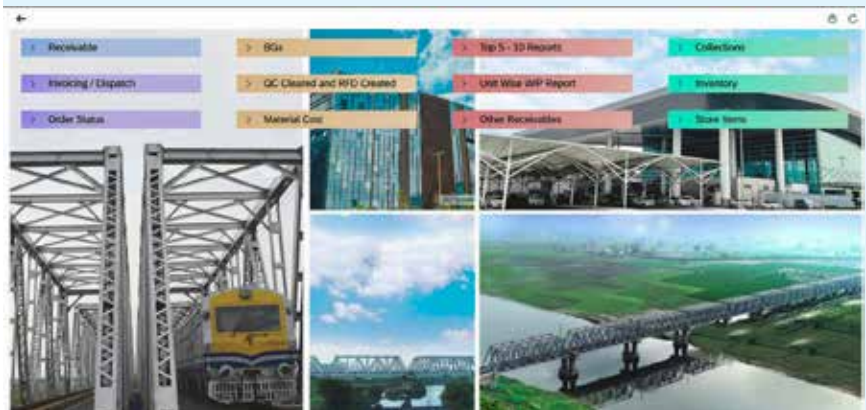 > Receivable
> BGs
> Top 5 - 10 Reports
> Collections
> Invoicing / Dispatch
> QC Cleared and RFD Created
> Unit Wise WIP Report
> Inventory
> Order Status
> Material Cost
> Other Receivables
> Store Items